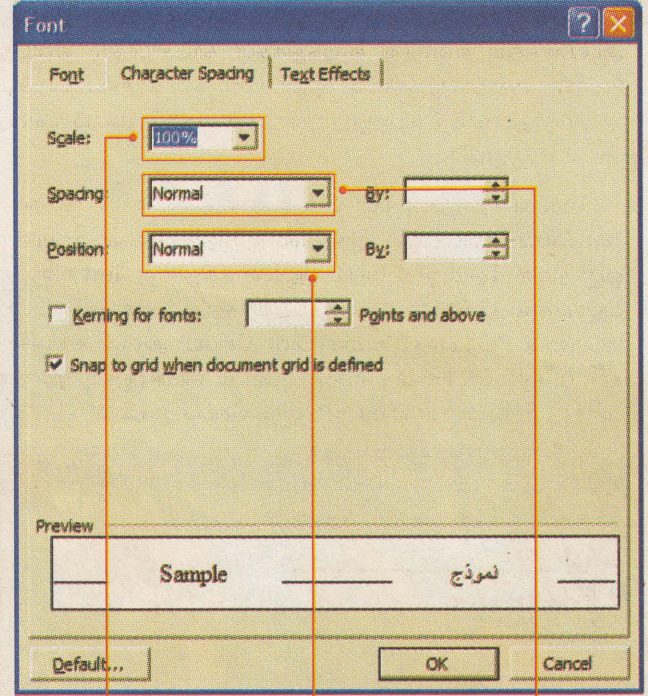 Font
Font Character Spacing Text Effects
Scale: 100%
Spacing: Normal By:
Position: Normal By:
Kerning for fonts: Points and above
Snap to grid when document grid is defined
Preview
Sample نموذج
Default... OK Cancel